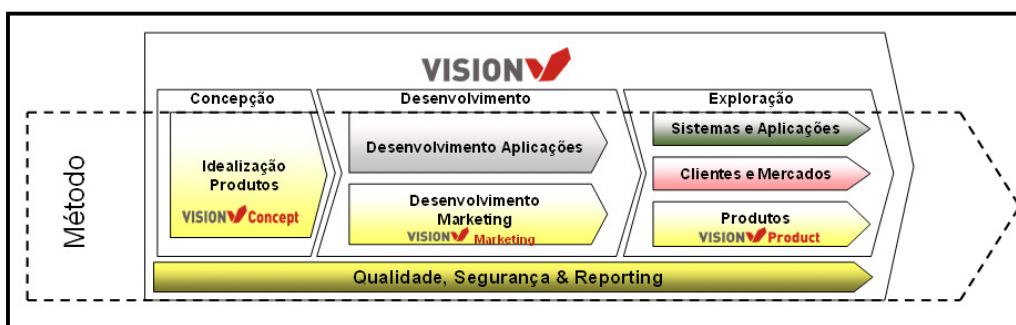 VISION
Concepção
Desenvolvimento
Exploração
Método
Idealização
Produtos
VISION Concept
Desenvolvimento Aplicações
Desenvolvimento
Marketing
VISION Marketing
Sistemas e Aplicações
Clientes e Mercados
Produtos
VISION Product
Qualidade, Segurança & Reporting